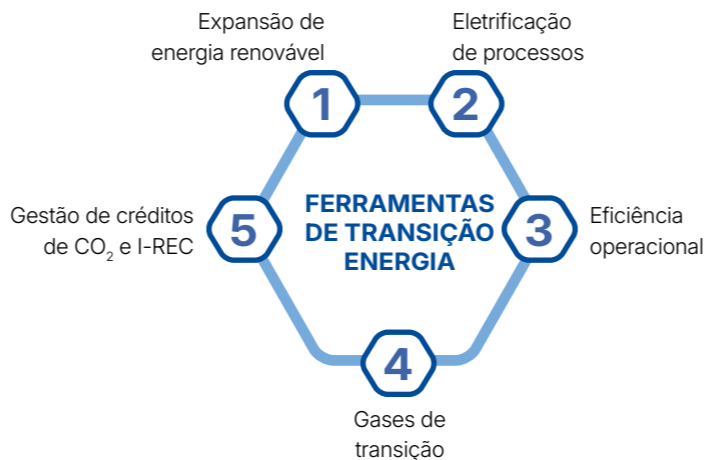 Expansão de
energia renovável
1
Eletrificação
de processos
2
FERRAMENTAS
DE TRANSIÇÃO
ENERGIA
3
Eficiência
operacional
4
Gases de
transição
5
Gestão de créditos
de CO₂ e I-REC